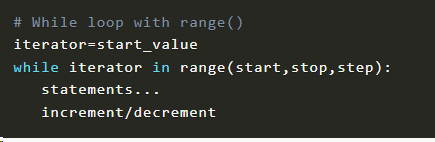 # While loop with range()
iterator=start_value
while iterator in range(start,stop,step):
   statements...
   increment/decrement